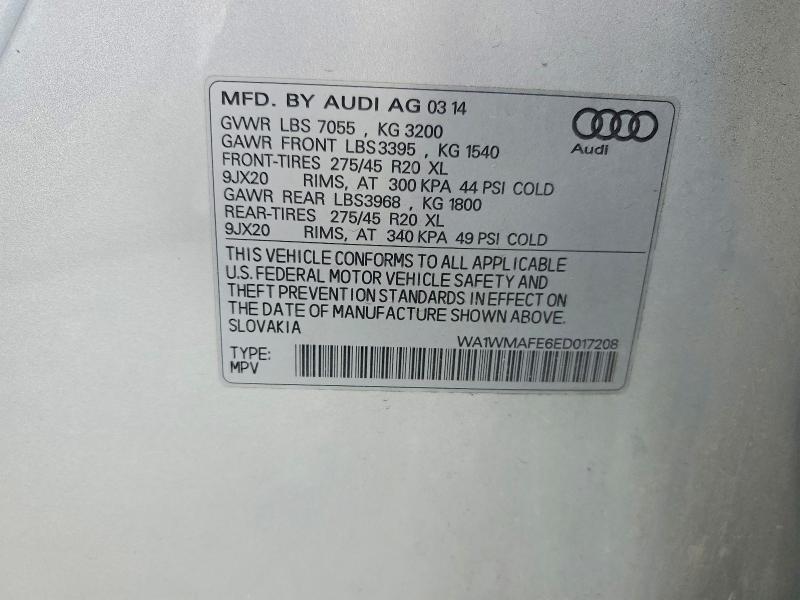 MFD. BY AUDI AG 03 14
GVWR LBS 7055 , KG 3200
GAWR FRONT LBS3395 , KG 1540
FRONT-TIRES 275/45 R20 XL
9JX20 RIMS, AT 300 KPA 44 PSI COLD
GAWR REAR LBS3968 , KG 1800
REAR-TIRES 275/45 R20 XL
9JX20 RIMS, AT 340 KPA 49 PSI COLD
Audi
THIS VEHICLE CONFORMS TO ALL APPLICABLE
U.S. FEDERAL MOTOR VEHICLE SAFETY AND
THEFT PREVENTION STANDARDS IN EFFECT ON
THE DATE OF MANUFACTURE SHOWN ABOVE.
SLOVAKIA
WA1WMAFE6ED017208
TYPE:
MPV